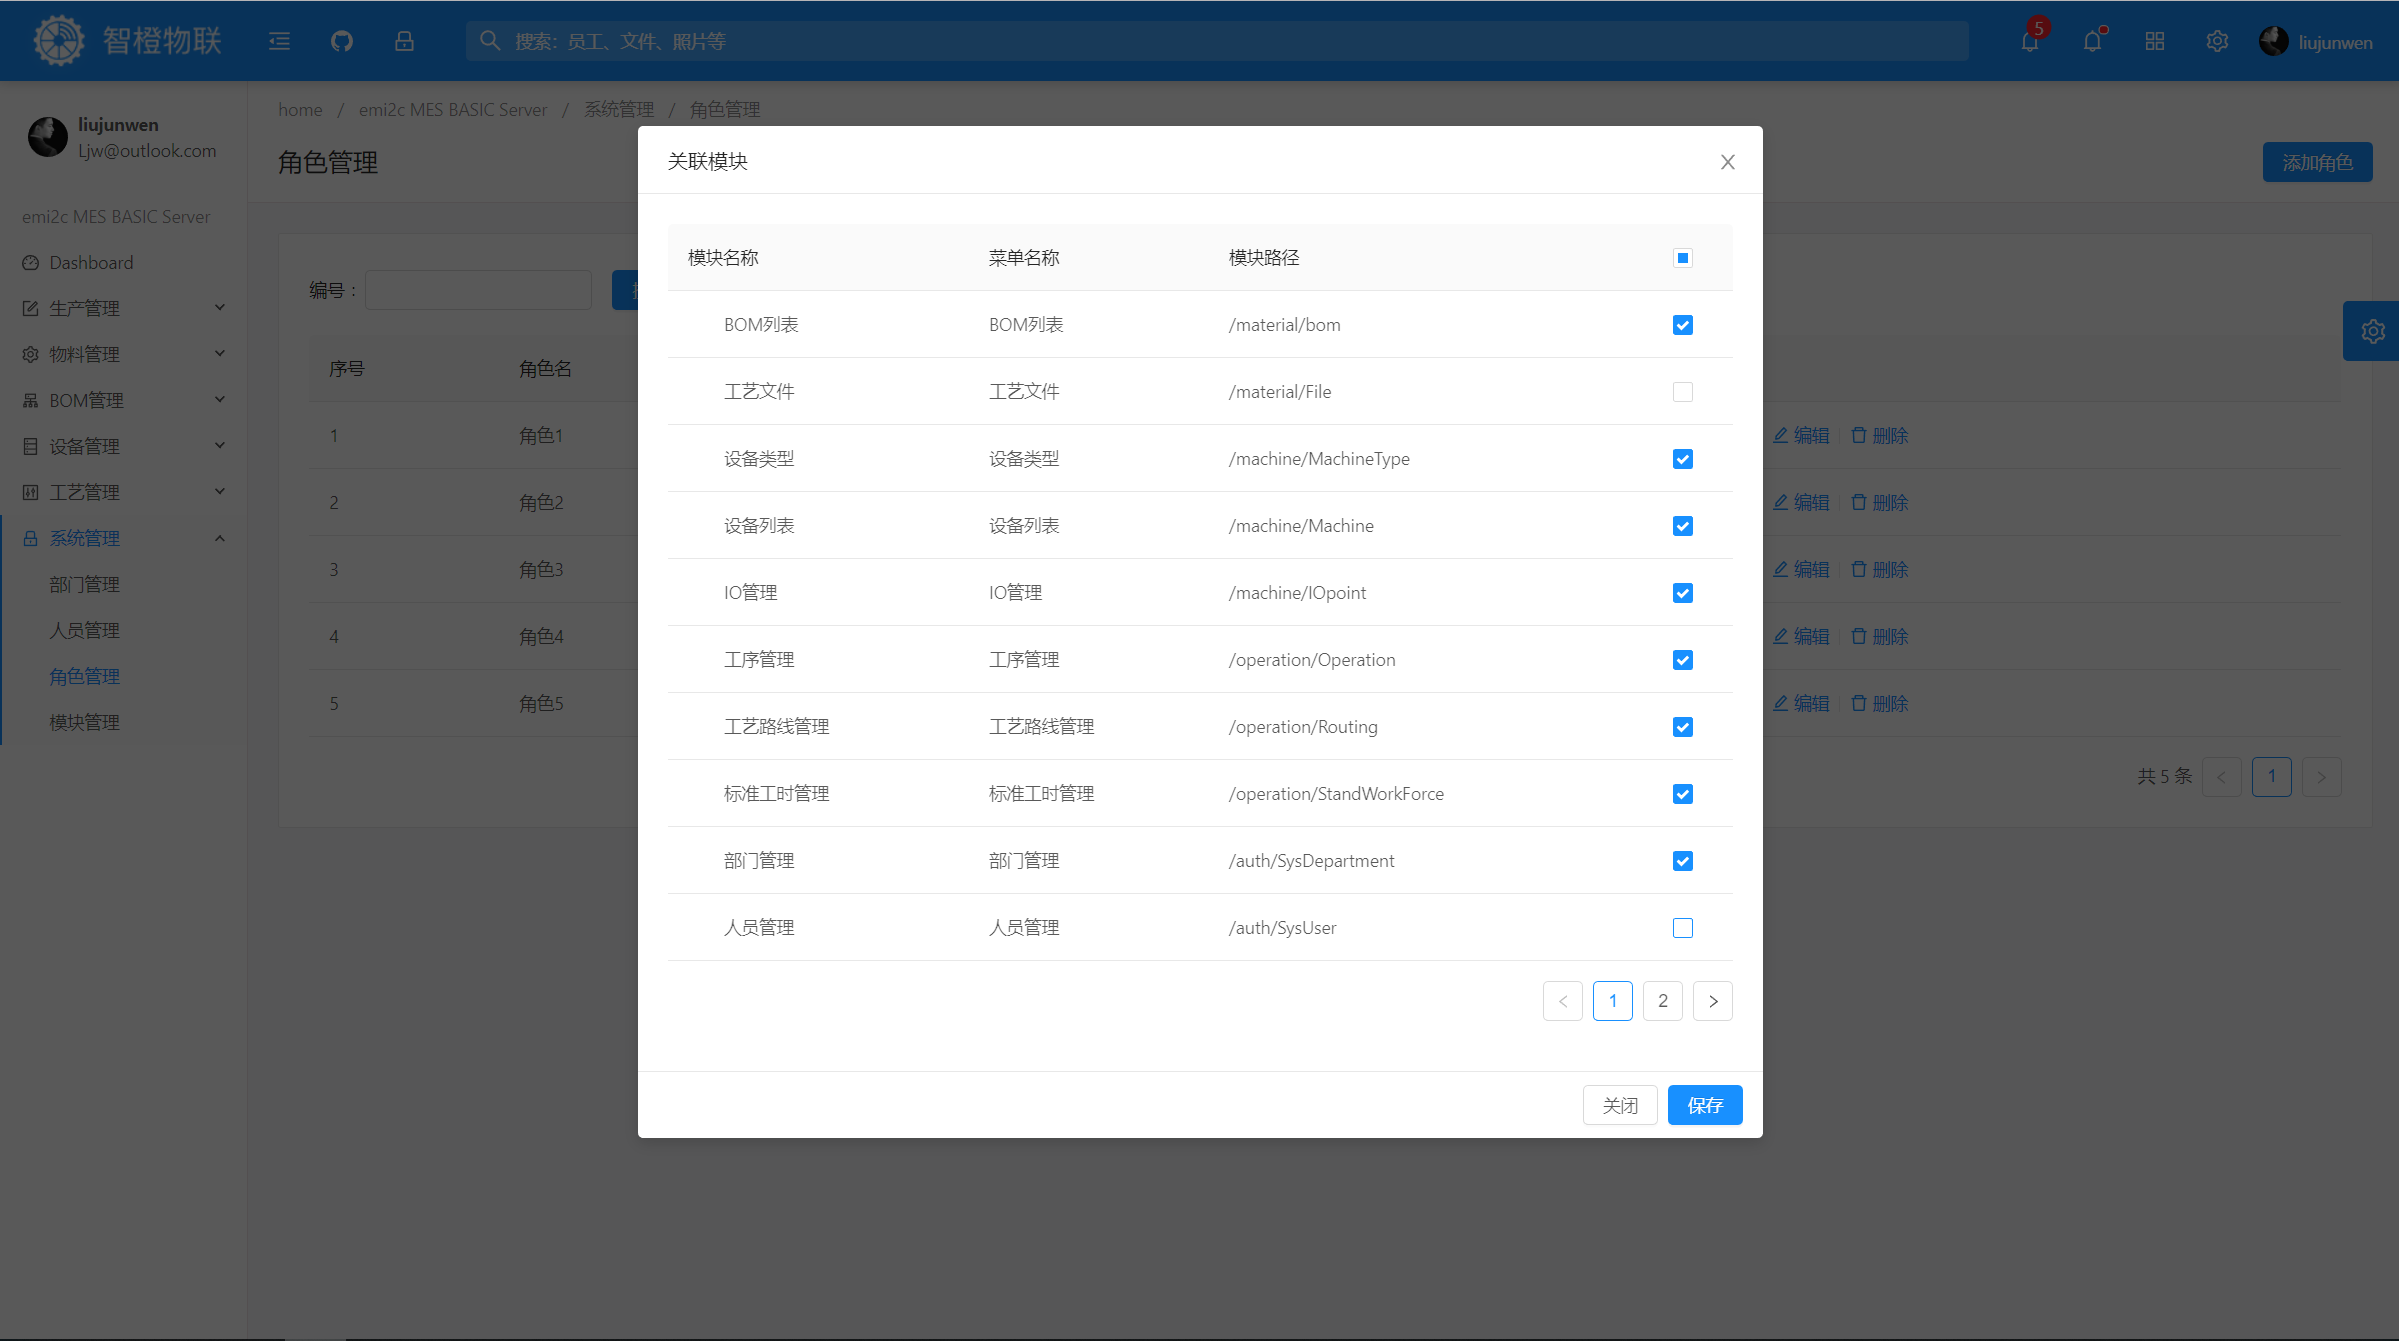 智橙物联
搜索：员工、文件、照片等
5
liujunwen
liujunwen
Ljw@outlook.com
emi2c MES BASIC Server
Dashboard
生产管理
物料管理
BOM管理
设备管理
工艺管理
系统管理
部门管理
人员管理
角色管理
模块管理
home / emi2c MES BASIC Server / 系统管理 / 角色管理
角色管理
添加角色
编号：
序号 角色名
1 角色1 编辑 删除
2 角色2 编辑 删除
3 角色3 编辑 删除
4 角色4 编辑 删除
5 角色5 编辑 删除
共 5 条 < 1 >
关联模块
模块名称 菜单名称 模块路径
BOM列表 BOM列表 /material/bom
工艺文件 工艺文件 /material/File
设备类型 设备类型 /machine/MachineType
设备列表 设备列表 /machine/Machine
IO管理 IO管理 /machine/IOpoint
工序管理 工序管理 /operation/Operation
工艺路线管理 工艺路线管理 /operation/Routing
标准工时管理 标准工时管理 /operation/StandWorkForce
部门管理 部门管理 /auth/SysDepartment
人员管理 人员管理 /auth/SysUser
< 1 2 >
关闭 保存